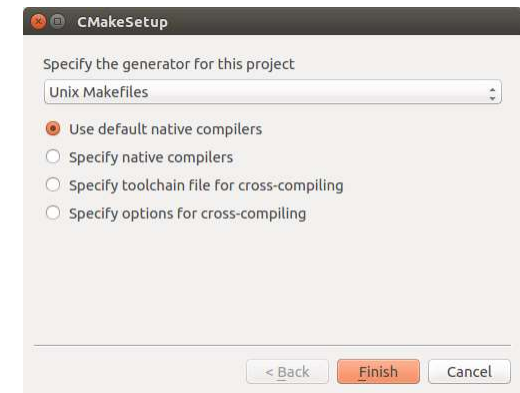 CMakeSetup
Specify the generator for this project
Unix Makefiles
Use default native compilers
Specify native compilers
Specify toolchain file for cross-compiling
Specify options for cross-compiling
< Back Finish Cancel